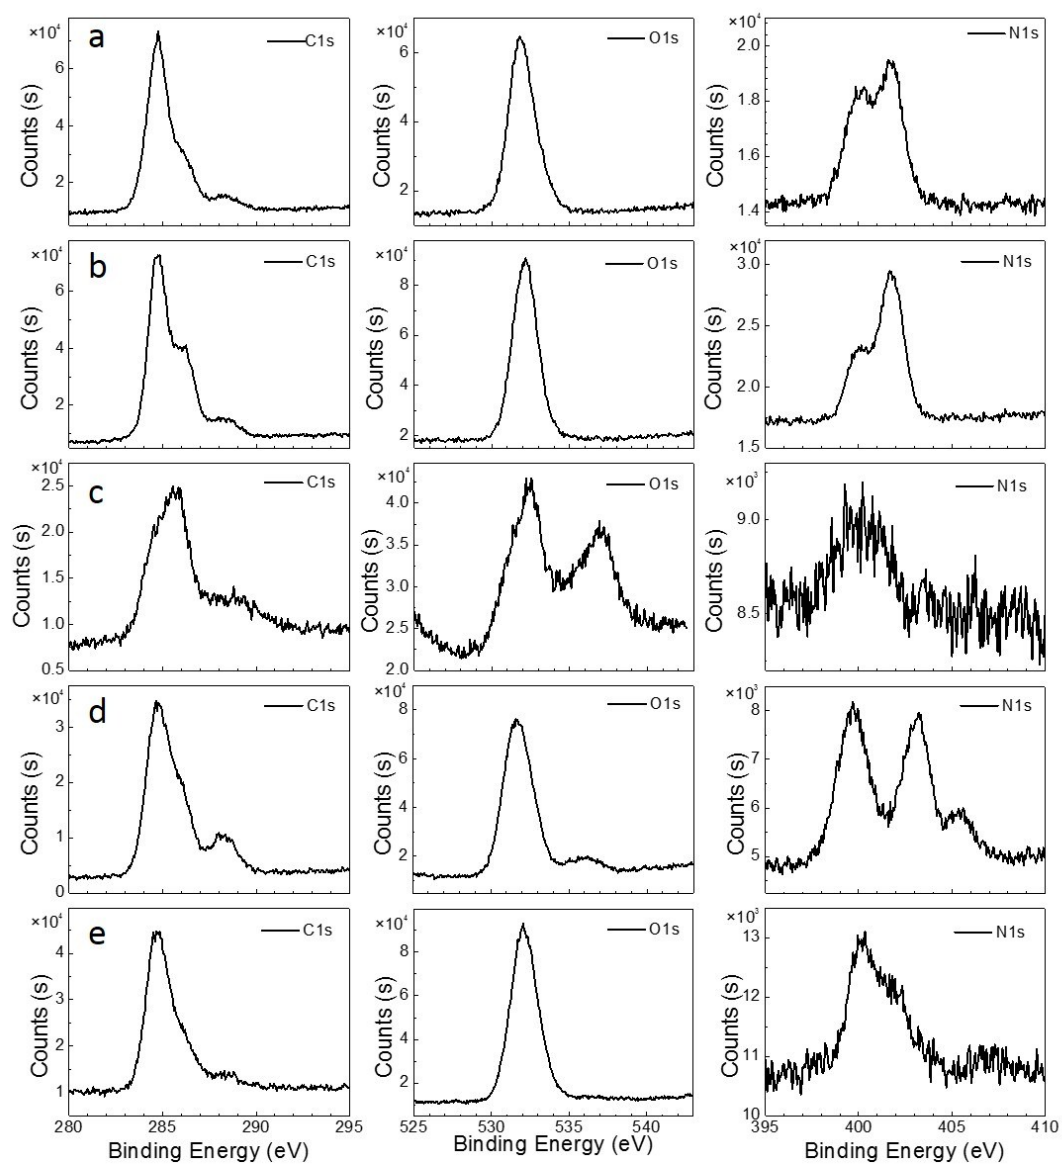 a
×10⁴
C1s
Counts (s)
6
4
2
×10⁴
O1s
Counts (s)
6
4
2
×10⁴
N1s
Counts (s)
2.0
1.8
1.6
1.4
b
×10⁴
C1s
Counts (s)
6
4
2
×10⁴
O1s
Counts (s)
8
6
4
2
×10⁴
N1s
Counts (s)
3.0
2.5
2.0
1.5
c
×10⁴
C1s
Counts (s)
2.5
2.0
1.5
1.0
0.5
×10⁴
O1s
Counts (s)
4.0
3.5
3.0
2.5
2.0
×10³
N1s
Counts (s)
9.0
8.5
d
×10⁴
C1s
Counts (s)
3
2
1
0
×10⁴
O1s
Counts (s)
8
6
4
2
×10³
N1s
Counts (s)
8
7
6
5
e
×10⁴
C1s
Counts (s)
4
3
2
1
280 285 290 295
Binding Energy (eV)
×10⁴
O1s
Counts (s)
8
6
4
2
525 530 535 540
Binding Energy (eV)
×10³
N1s
Counts (s)
13
12
11
10
395 400 405 410
Binding Energy (eV)